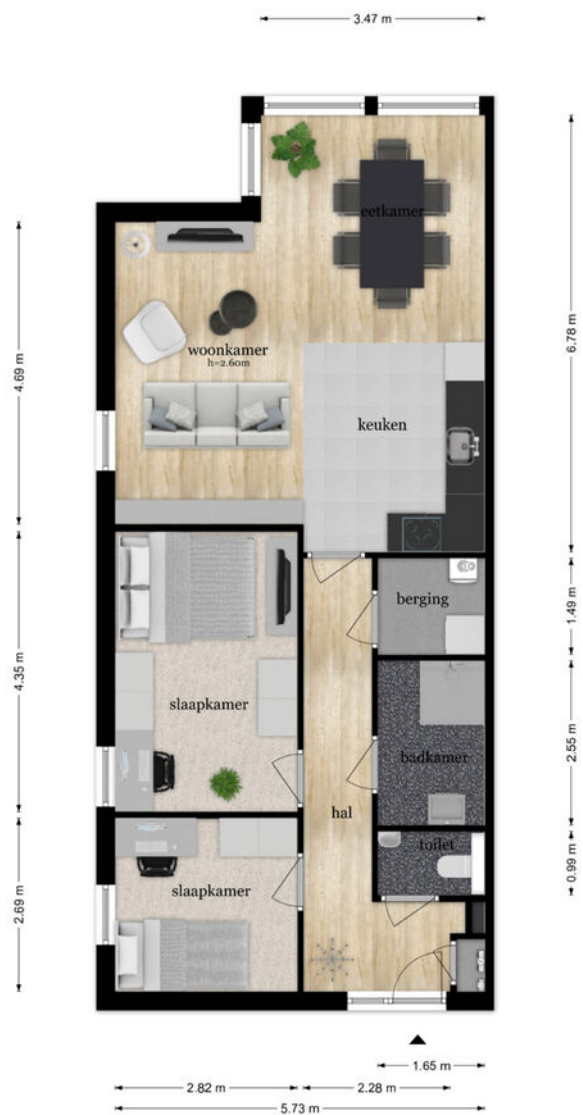 3.47 m
eetkamer
6.78 m
4.69 m
woonkamer
h=2.60m
keuken
berging
1.49 m
4.35 m
slaapkamer
badkamer
2.55 m
hal
toilet
0.99 m
2.69 m
slaapkamer
1.65 m
2.82 m
2.28 m
5.73 m